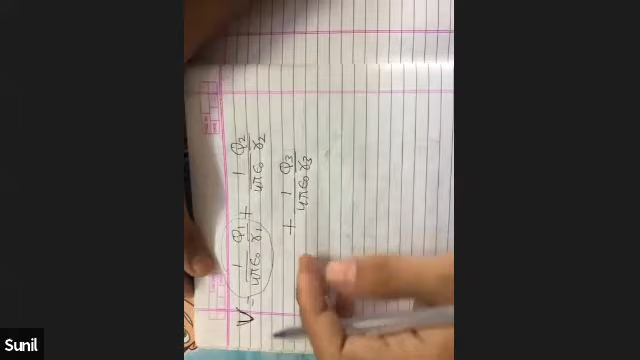 V = 1/4πε₀ Q₁/r₁ + 1/4πε₀ Q₂/r₂
+ 1/4πε₀ Q₃/r₃
Sunil